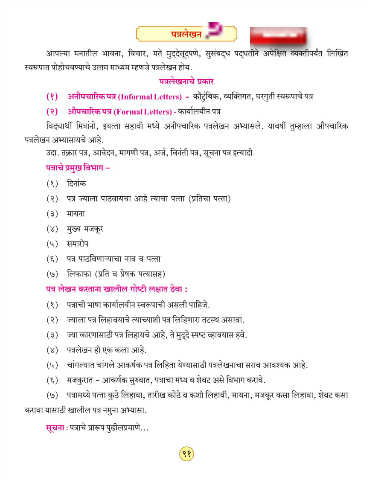 पत्रलेखन
आपल्या मनातील भावना, विचार, मते मुद्देसूदपणे, सुसंबद्ध पद्धतीने अपेक्षित व्यक्तीपर्यंत लिखित
स्वरूपात पोहोचवण्याचे उत्तम माध्यम म्हणजे पत्रलेखन होय.
पत्रलेखनाचे प्रकार
(१) अनौपचारिक पत्र (Informal Letters) - कौटुंबिक, व्यक्तिगत, घरगुती स्वरूपाचे पत्र
(२) औपचारिक पत्र (Formal Letters) - कार्यालयीन पत्र
विद्यार्थी मित्रांनो, इयत्ता सहावी मध्ये अनौपचारिक पत्रलेखन अभ्यासले. यावर्षी तुम्हाला औपचारिक
पत्रलेखन अभ्यासायचे आहे.
उदा. तक्रार पत्र, आवेदन, मागणी पत्र, अर्ज, विनंती पत्र, सूचना पत्र इत्यादी
पत्राचे प्रमुख विभाग -
(१) दिनांक
(२) पत्र ज्याला पाठवायचा आहे त्याचा पत्ता (प्रतिचा पत्ता)
(३) मायना
(४) मुख्य मजकूर
(५) समारोप
(६) पत्र पाठविणाऱ्याचा नाव व पत्ता
(७) लिफाफा (प्रति व प्रेषक पत्त्यासह)
पत्र लेखन करताना खालील गोष्टी लक्षात ठेवा :
(१) पत्राची भाषा कार्यालयीन स्वरूपाची असली पाहिजे.
(२) ज्याला पत्र लिहावयाचे त्याच्याशी पत्र लिहिणारा तटस्थ असावा.
(३) ज्या कारणासाठी पत्र लिहायचे आहे, ते मुद्दे स्पष्ट व्हावयास हवे.
(४) पत्रलेखन ही एक कला आहे.
(५) चांगल्यात चांगले आकर्षक पत्र लिहिता येण्यासाठी पत्रलेखनाचा सराव आवश्यक आहे.
(६) मजकुरात - आकर्षक सुरुवात, पत्राचा मध्य व शेवट असे विभाग करावे.
(७) पत्रामध्ये पत्ता कुठे लिहावा, तारीख कोठे व कशी लिहावी, मायना, मजकूर कसा लिहावा, शेवट कसा
करावा यासाठी खालील पत्र नमुना अभ्यासा.
सूचना : पत्राचे प्रारूप पुढीलप्रमाणे...
११